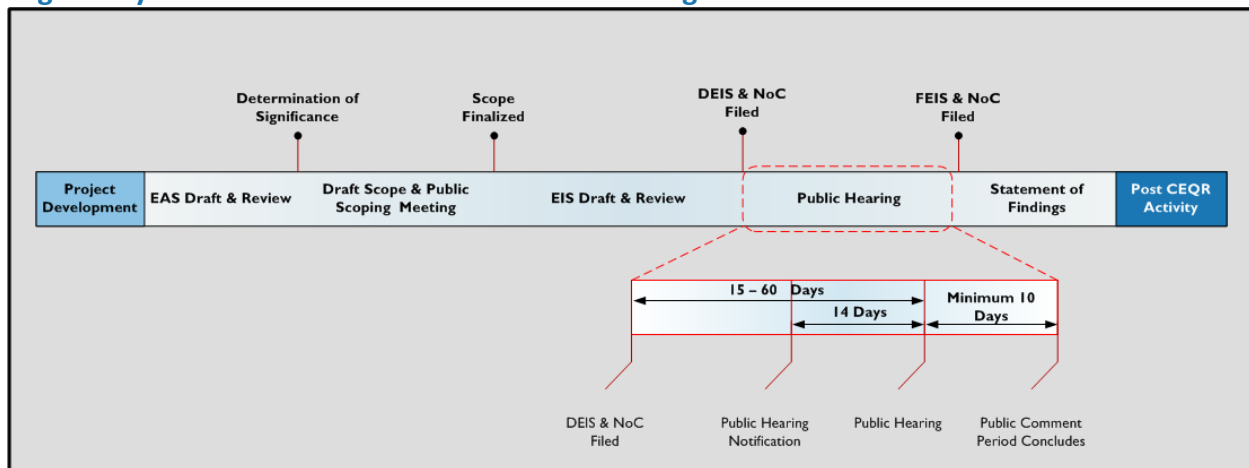 Determination of
Significance
Scope
Finalized
DEIS & NoC
Filed
FEIS & NoC
Filed
Project
Development
EAS Draft & Review
Draft Scope & Public
Scoping Meeting
EIS Draft & Review
Public Hearing
Statement of
Findings
Post CEQR
Activity
15 – 60 Days
14 Days
Minimum 10
Days
DEIS & NoC
Filed
Public Hearing
Notification
Public Hearing
Public Comment
Period Concludes